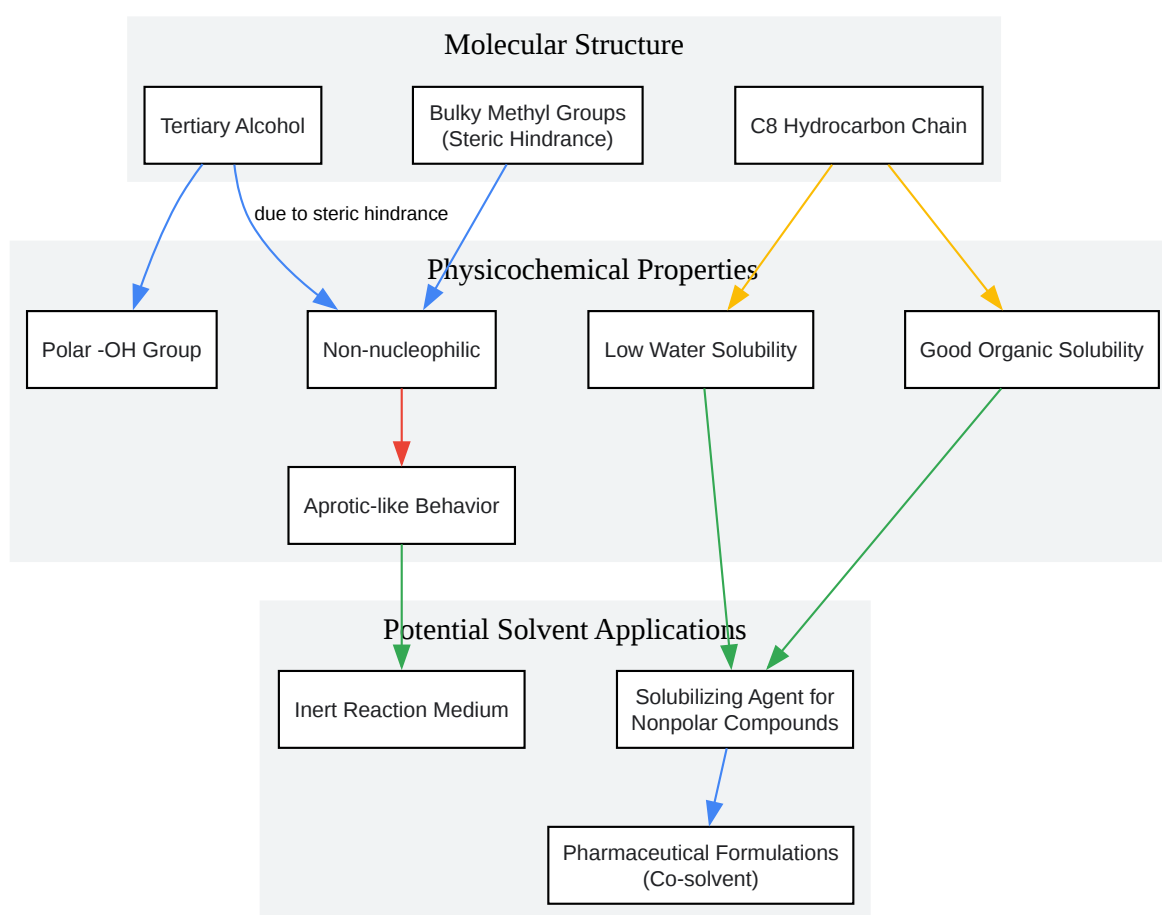 Molecular Structure
Tertiary Alcohol
Bulky Methyl Groups
(Steric Hindrance)
C8 Hydrocarbon Chain
due to steric hindrance
Physicochemical Properties
Polar -OH Group
Non-nucleophilic
Low Water Solubility
Good Organic Solubility
Aprotic-like Behavior
Potential Solvent Applications
Inert Reaction Medium
Solubilizing Agent for
Nonpolar Compounds
Pharmaceutical Formulations
(Co-solvent)